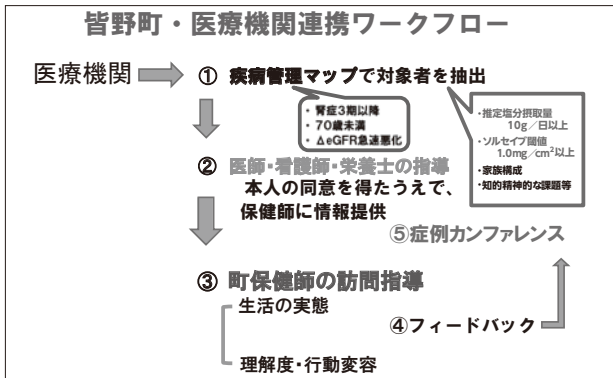 皆野町・医療機関連携ワークフロー
医療機関
① 疾病管理マップで対象者を抽出
・腎症3期以降
・70歳未満
・ΔeGFR急速悪化
・推定塩分摂取量
10g/日以上
・ソルセイブ閾値
1.0mg/cm²以上
・家族構成
・知的精神的な課題等
② 医師・看護師・栄養士の指導
本人の同意を得たうえで、
保健師に情報提供
⑤症例カンファレンス
③ 町保健師の訪問指導
生活の実態
④フィードバック
理解度・行動変容